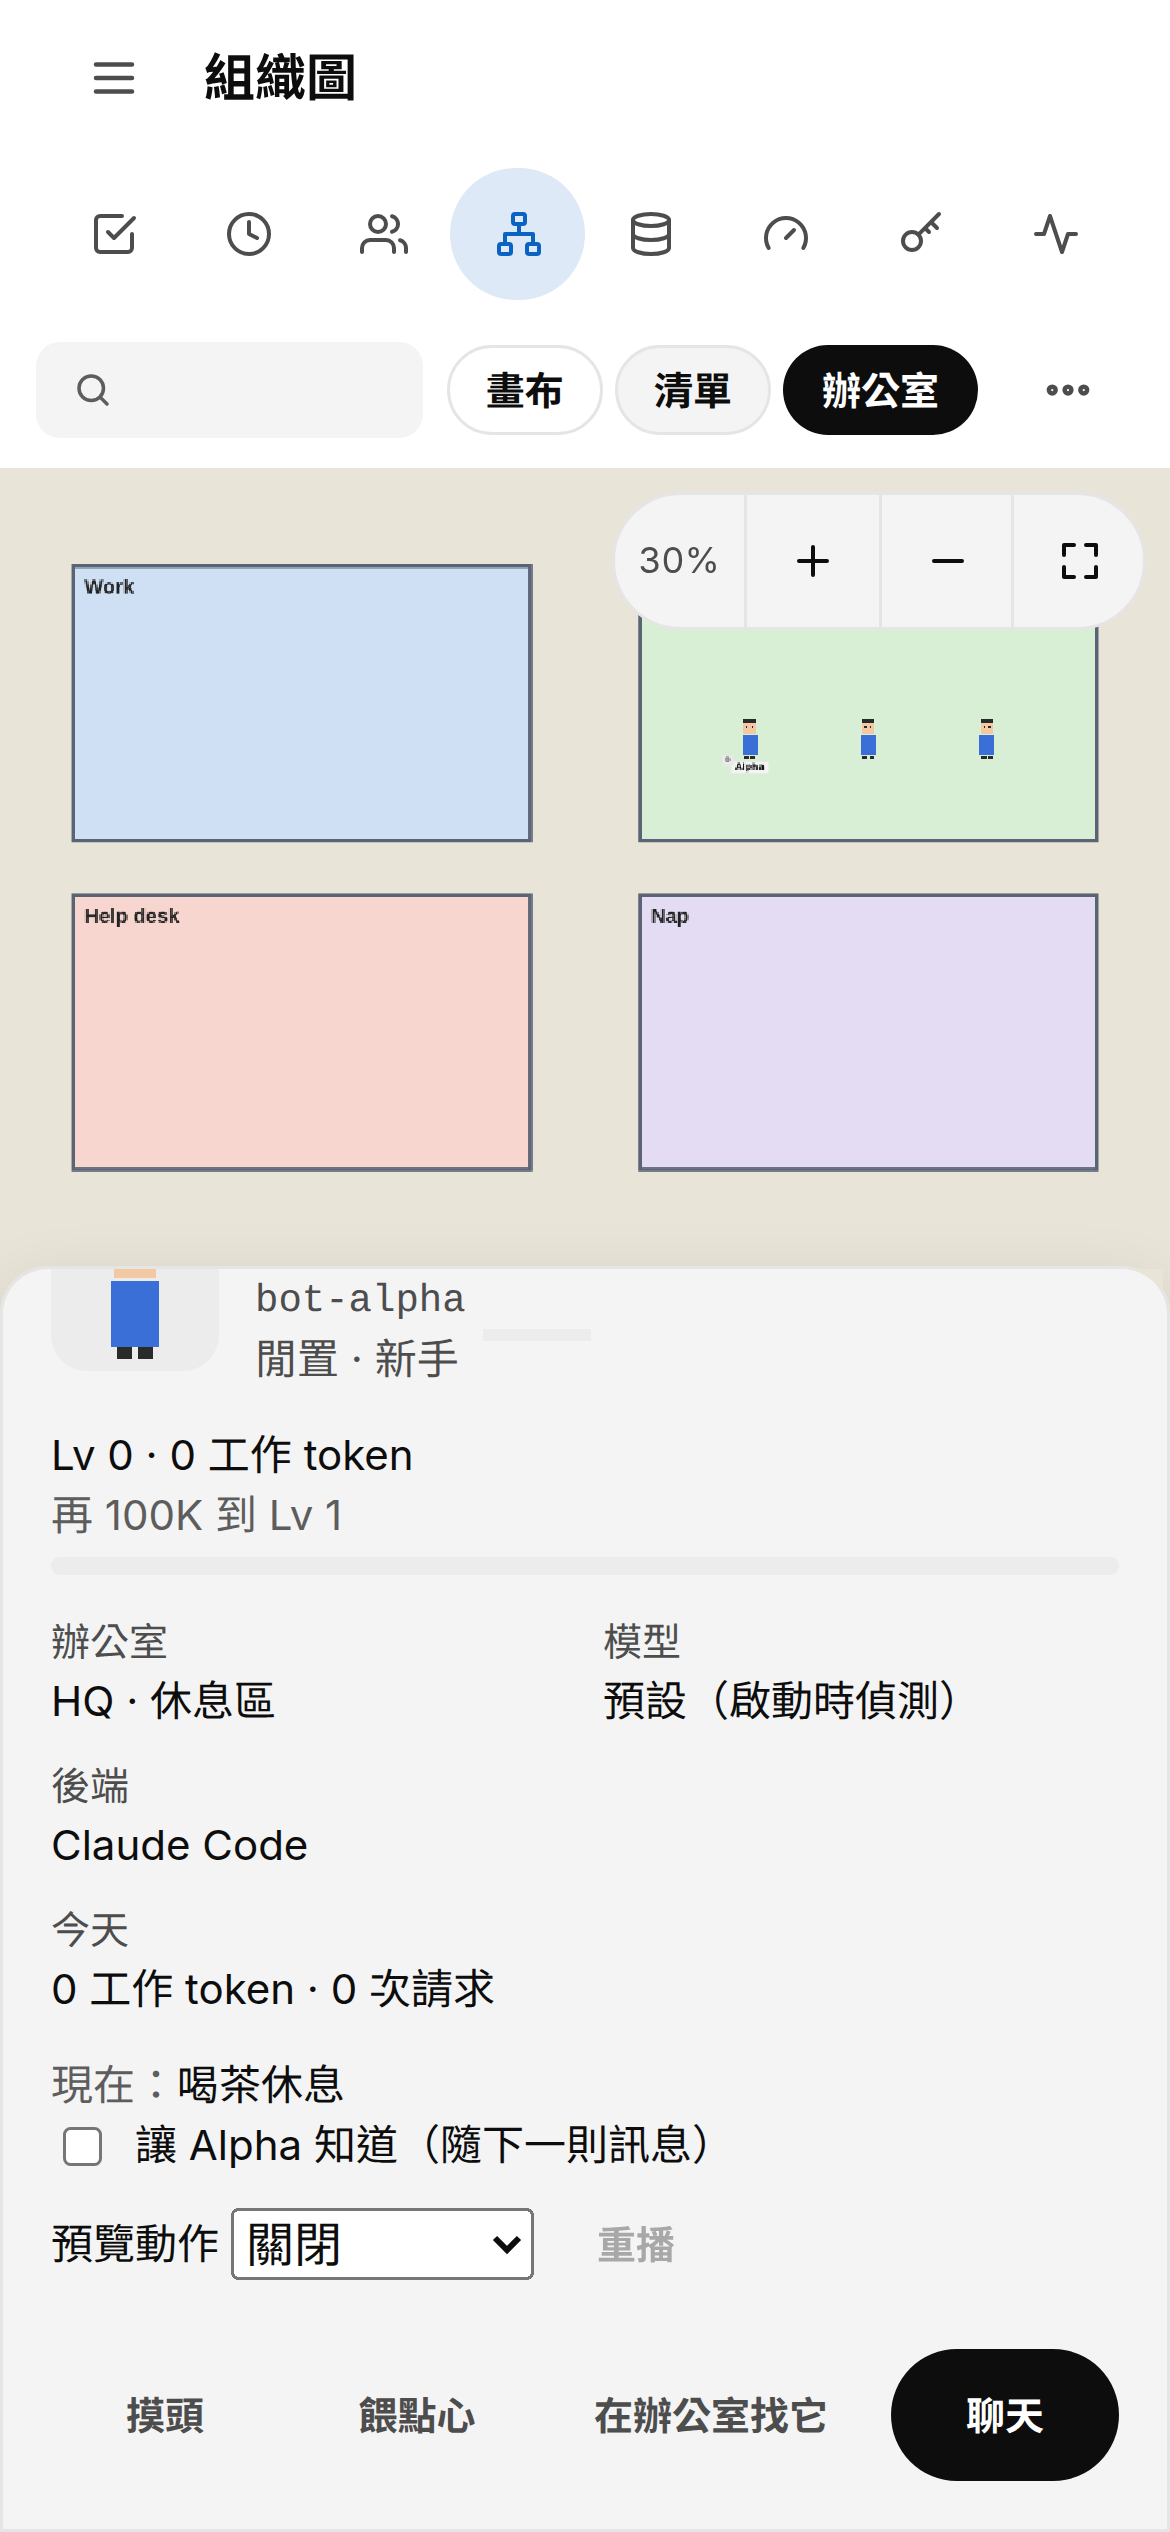 組織圖
畫布
清單
辦公室
30%
Work
Alpha
Help desk
Nap
bot-alpha
閒置 · 新手
Lv 0 · 0 工作 token
再 100K 到 Lv 1
辦公室
HQ · 休息區
模型
預設（啟動時偵測）
後端
Claude Code
今天
0 工作 token · 0 次請求
現在：喝茶休息
讓 Alpha 知道（隨下一則訊息）
預覽動作 關閉 重播
摸頭
餵點心
在辦公室找它
聊天